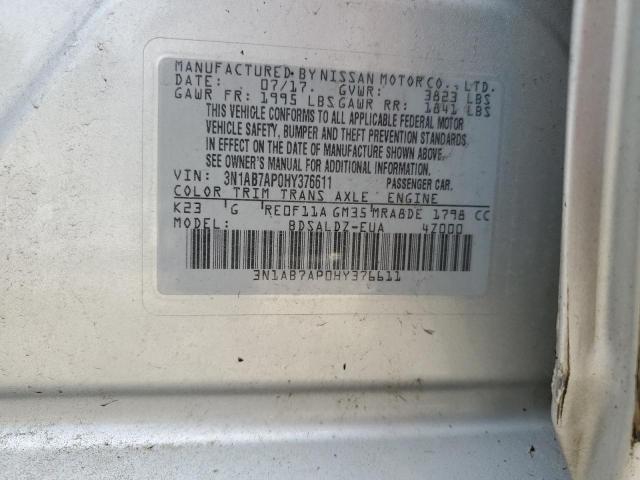 MANUFACTURED BY NISSAN MOTOR CO., LTD.
DATE: 07/17. GVWR: 3823 LBS
GAWR FR: 1995 LBS GAWR RR: 1841 LBS
THIS VEHICLE CONFORMS TO ALL APPLICABLE FEDERAL MOTOR
VEHICLE SAFETY, BUMPER AND THEFT PREVENTION STANDARDS
IN EFFECT ON THE DATE OF MANUFACTURE SHOWN ABOVE.
SEE OWNER'S MANUAL FOR ADDITIONAL INFORMATION.
VIN: 3N1AB7AP0HY376611 PASSENGER CAR.
COLOR TRIM TRANS AXLE ENGINE
K23 G RE0F11A GM35 MRA8DE 1798 CC
MODEL: BDSALDZ-EUA 47000
3N1AB7AP0HY376611